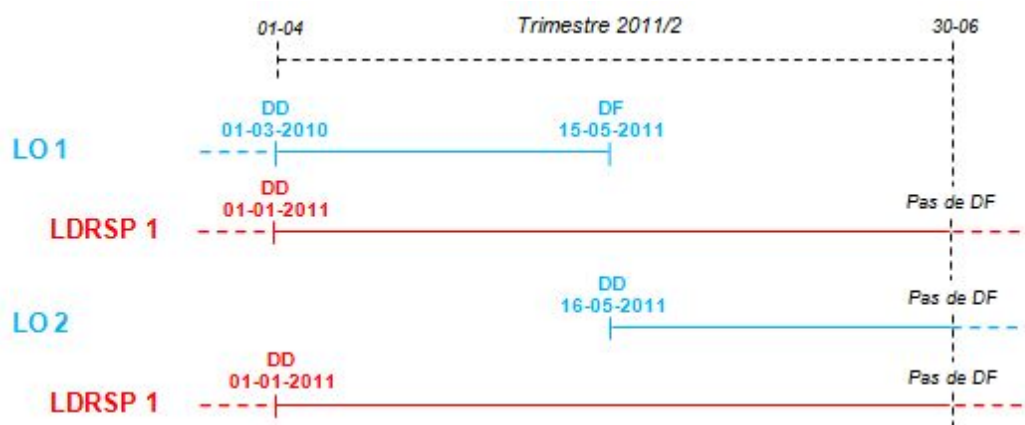 01-04 Trimestre 2011/2 30-06
DD DF
01-03-2010 15-05-2011
LO 1
DD
01-01-2011 Pas de DF
LDRSP 1
DD Pas de DF
16-05-2011
LO 2
DD
01-01-2011 Pas de DF
LDRSP 1